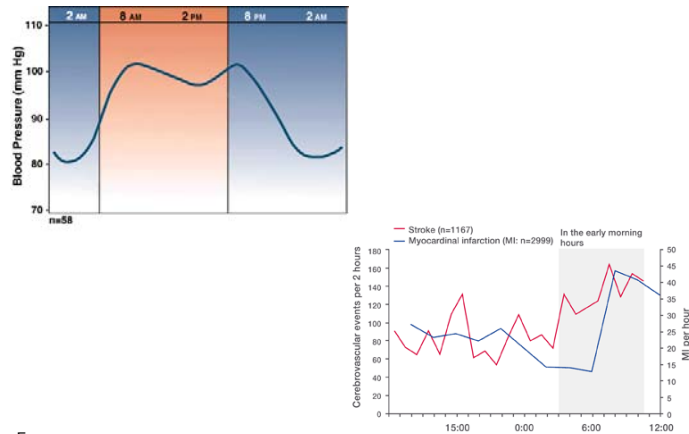 2 AM 8 AM 2 PM 8 PM 2 AM
110
100
90
80
70
Blood Pressure (mm Hg)
n=58
Stroke (n=1167)
Myocardinal infarction (MI: n=2999)
In the early morning
hours
Cerebrovascular events per 2 hours
180
160
140
120
100
80
60
40
20
0
50
45
40
35
30
25
20
15
10
5
0
MI per hour
15:00 0:00 6:00 12:00